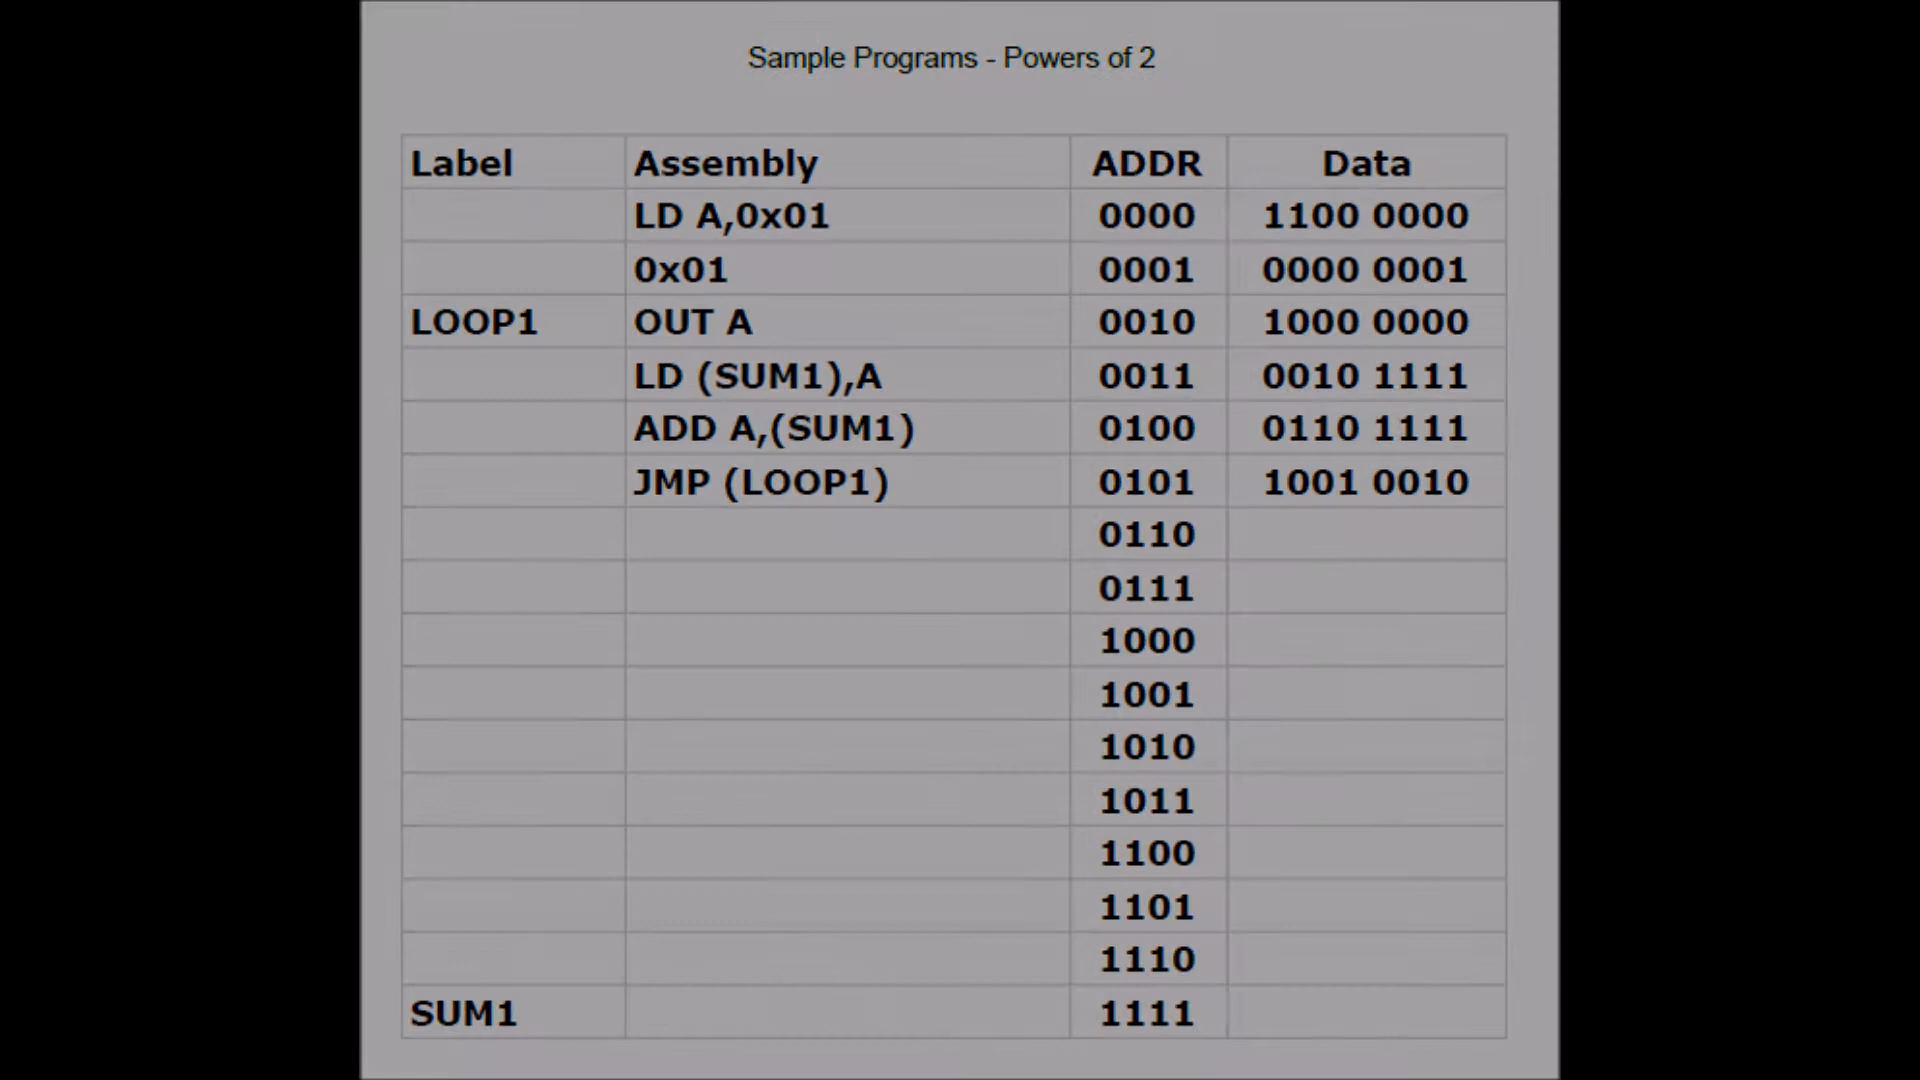 Sample Programs - Powers of 2
Label Assembly ADDR Data
LD A,0x01 0000 1100 0000
0x01 0001 0000 0001
LOOP1 OUT A 0010 1000 0000
LD (SUM1),A 0011 0010 1111
ADD A,(SUM1) 0100 0110 1111
JMP (LOOP1) 0101 1001 0010
0110
0111
1000
1001
1010
1011
1100
1101
1110
SUM1 1111